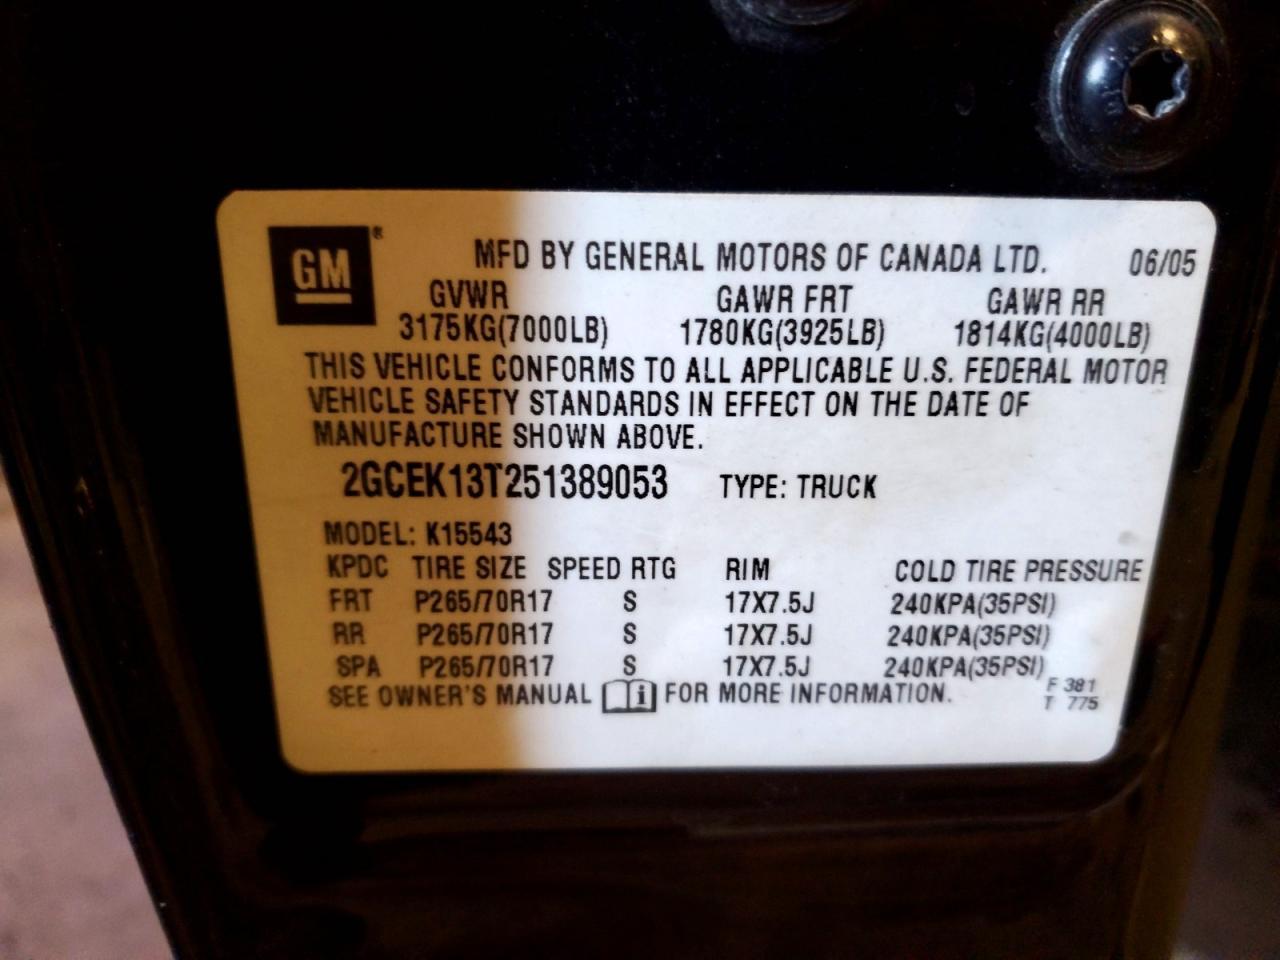 GM®
MFD BY GENERAL MOTORS OF CANADA LTD. 06/05
GVWR GAWR FRT GAWR RR
3175KG(7000LB) 1780KG(3925LB) 1814KG(4000LB)
THIS VEHICLE CONFORMS TO ALL APPLICABLE U.S. FEDERAL MOTOR
VEHICLE SAFETY STANDARDS IN EFFECT ON THE DATE OF
MANUFACTURE SHOWN ABOVE.
2GCEK13T251389053 TYPE: TRUCK
MODEL: K15543
KPDC TIRE SIZE SPEED RTG RIM COLD TIRE PRESSURE
FRT P265/70R17 S 17X7.5J 240KPA(35PSI)
RR P265/70R17 S 17X7.5J 240KPA(35PSI)
SPA P265/70R17 S 17X7.5J 240KPA(35PSI)
SEE OWNER'S MANUAL i FOR MORE INFORMATION.
F 381
T 775